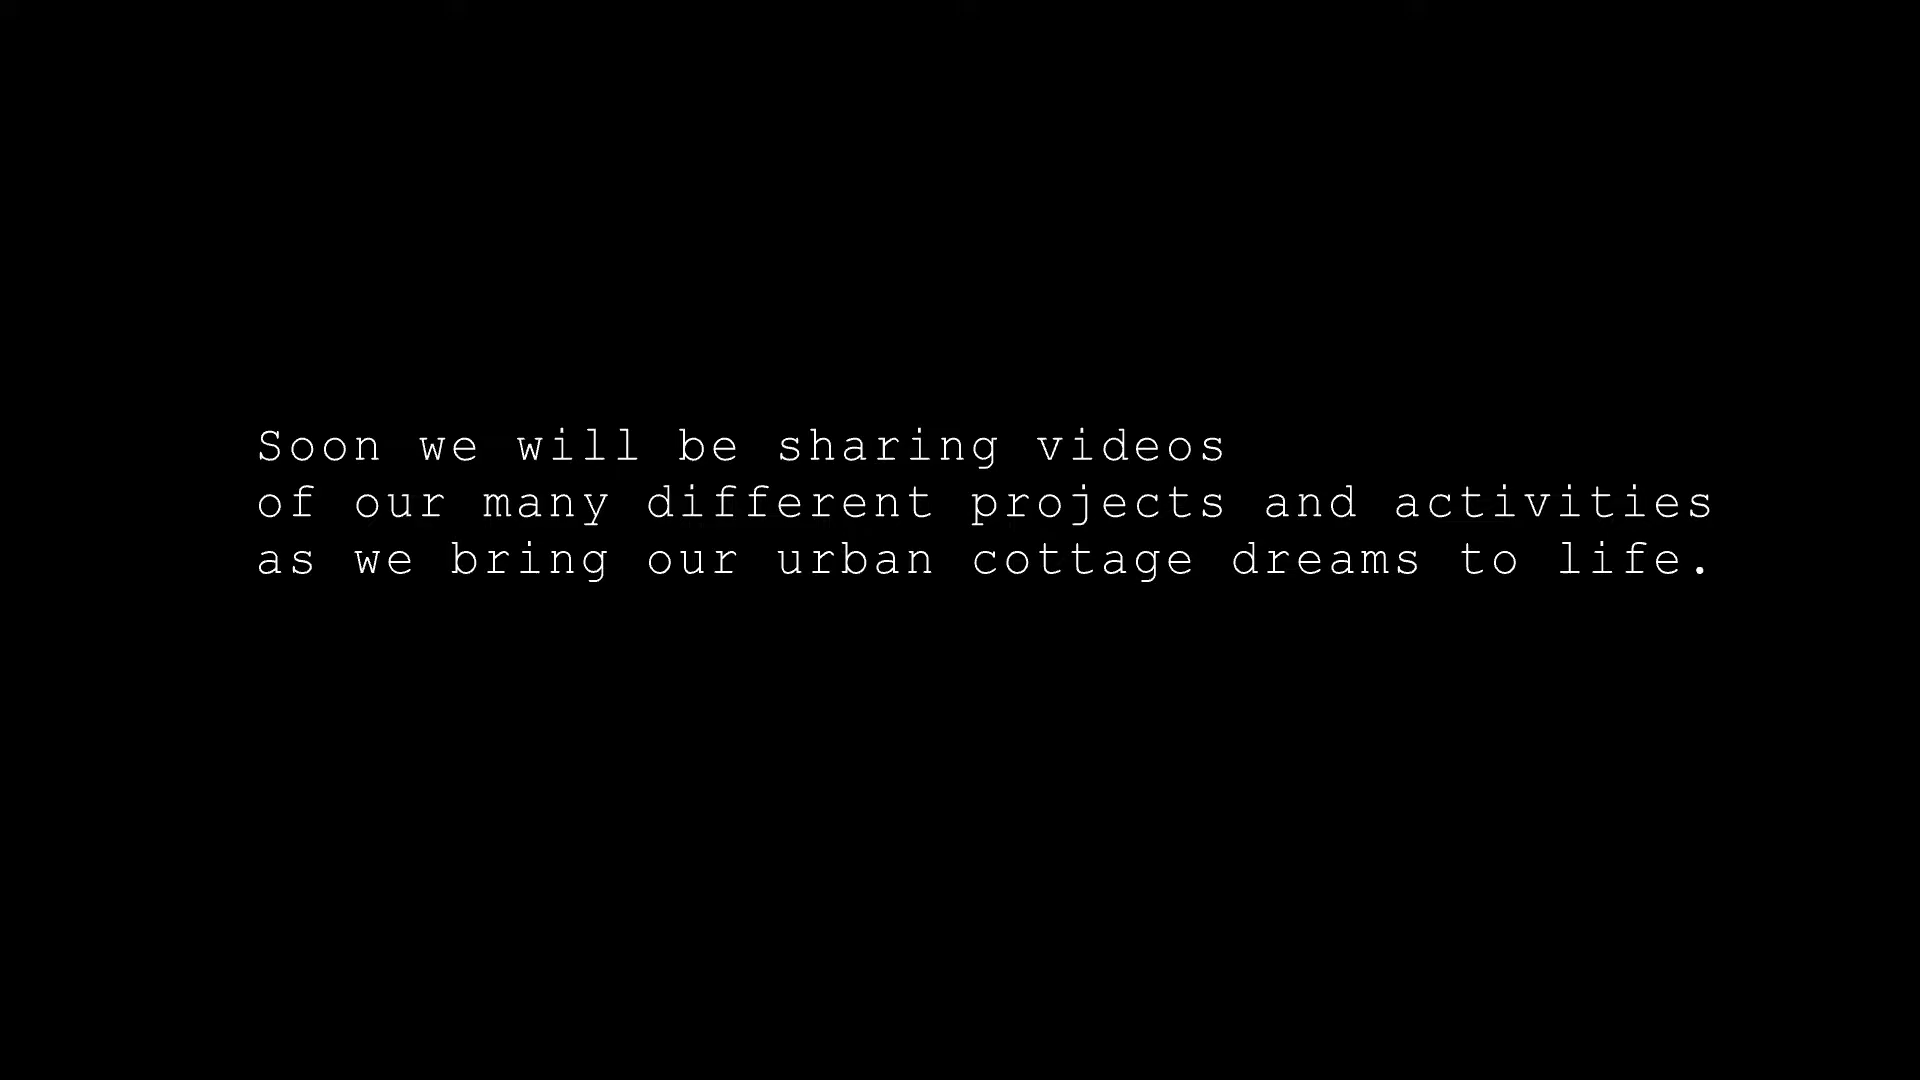 Soon we will be sharing videos
of our many different projects and activities
as we bring our urban cottage dreams to life.